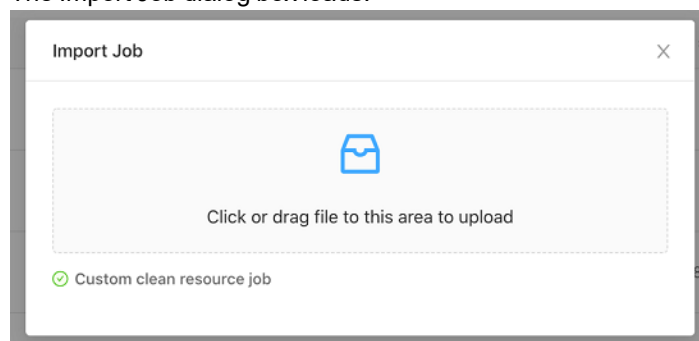 Import Job
Click or drag file to this area to upload
Custom clean resource job